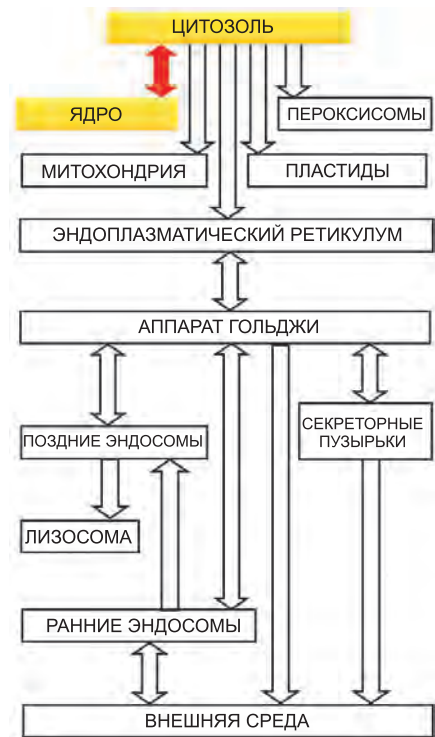 ЦИТОЗОЛЬ
ЯДРО
ПЕРОКСИСОМЫ
МИТОХОНДРИЯ
ПЛАСТИДЫ
ЭНДОПЛАЗМАТИЧЕСКИЙ РЕТИКУЛУМ
АППАРАТ ГОЛЬДЖИ
ПОЗДНИЕ ЭНДОСОМЫ
СЕКРЕТОРНЫЕ
ПУЗЫРЬКИ
ЛИЗОСОМА
РАННИЕ ЭНДОСОМЫ
ВНЕШНЯЯ СРЕДА